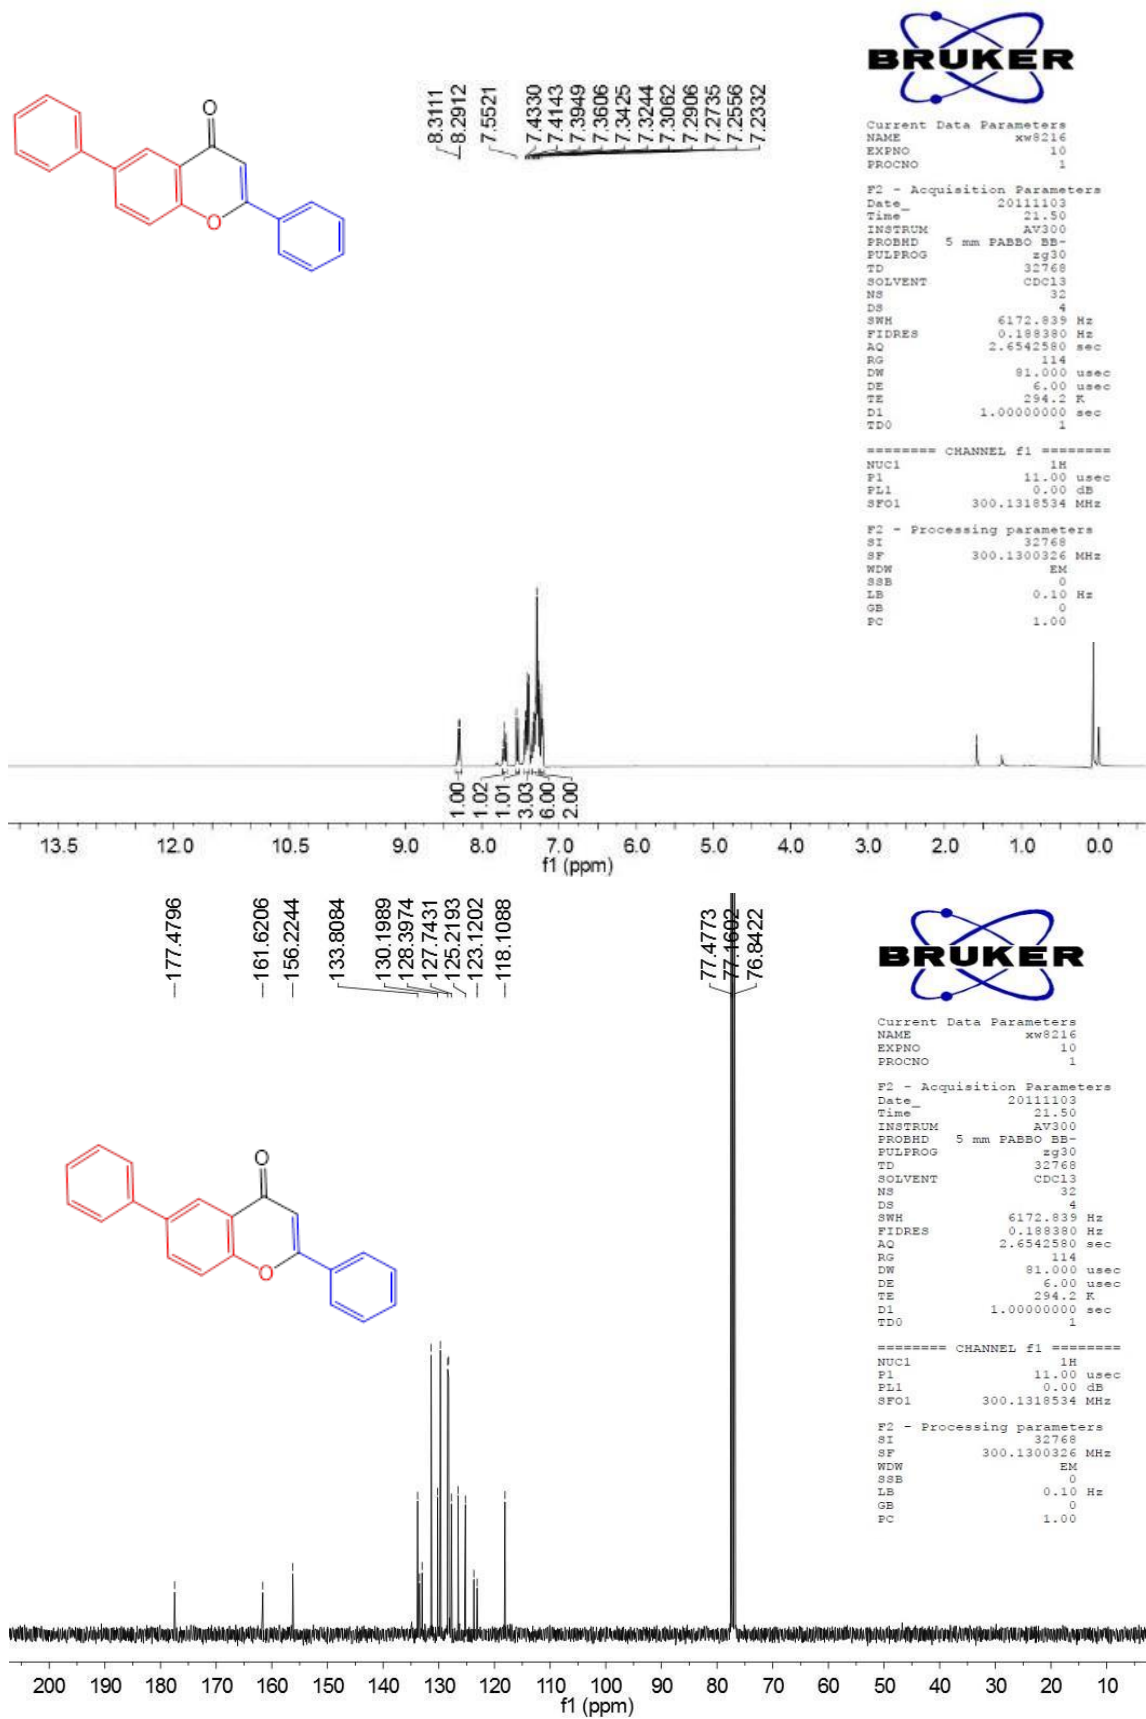 BRUKER
O
O
8.3111
8.2912
7.5521
7.4330
7.4143
7.3949
7.3606
7.3425
7.3244
7.3062
7.2906
7.2735
7.2556
7.2332
Current Data Parameters
NAME xw8216
EXPNO 10
PROCNO 1
F2 - Acquisition Parameters
Date_ 20111103
Time 21.50
INSTRUM AV300
PROBHD 5 mm PABBO BB-
PULPROG zg30
TD 32768
SOLVENT CDCl3
NS 32
DS 4
SWH 6172.839 Hz
FIDRES 0.188380 Hz
AQ 2.6542580 sec
RG 114
DW 81.000 usec
DE 6.00 usec
TE 294.2 K
D1 1.00000000 sec
TD0 1
======== CHANNEL f1 ========
NUC1 1H
P1 11.00 usec
PL1 0.00 dB
SFO1 300.1318534 MHz
F2 - Processing parameters
SI 32768
SF 300.1300326 MHz
WDW EM
SSB 0
LB 0.10 Hz
GB 0
PC 1.00
1.00
1.02
1.01
3.03
6.00
2.00
13.5 12.0 10.5 9.0 8.0 7.0 6.0 5.0 4.0 3.0 2.0 1.0 0.0
f1 (ppm)
177.4796
161.6206
156.2244
133.8084
130.1989
128.3974
127.7431
125.2193
123.1202
118.1088
77.4773
77.1602
76.8422
BRUKER
Current Data Parameters
NAME xw8216
EXPNO 10
PROCNO 1
F2 - Acquisition Parameters
Date_ 20111103
Time 21.50
INSTRUM AV300
PROBHD 5 mm PABBO BB-
PULPROG zg30
TD 32768
SOLVENT CDCl3
NS 32
DS 4
SWH 6172.839 Hz
FIDRES 0.188380 Hz
AQ 2.6542580 sec
RG 114
DW 81.000 usec
DE 6.00 usec
TE 294.2 K
D1 1.00000000 sec
TD0 1
======== CHANNEL f1 ========
NUC1 1H
P1 11.00 usec
PL1 0.00 dB
SFO1 300.1318534 MHz
F2 - Processing parameters
SI 32768
SF 300.1300326 MHz
WDW EM
SSB 0
LB 0.10 Hz
GB 0
PC 1.00
O
O
200 190 180 170 160 150 140 130 120 110 100 90 80 70 60 50 40 30 20 10
f1 (ppm)